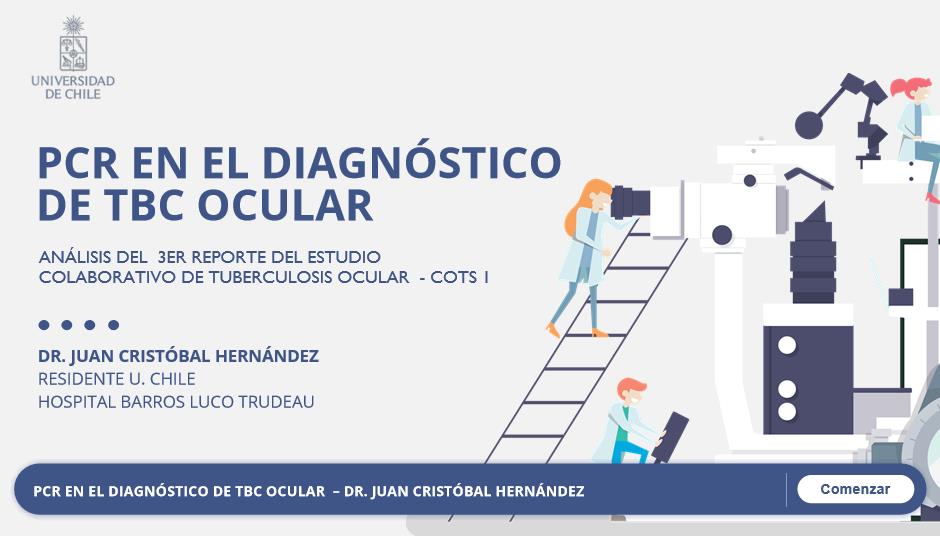 UNIVERSIDAD
DE CHILE
PCR EN EL DIAGNÓSTICO
DE TBC OCULAR
ANÁLISIS DEL 3ER REPORTE DEL ESTUDIO
COLABORATIVO DE TUBERCULOSIS OCULAR - COTS 1
DR. JUAN CRISTÓBAL HERNÁNDEZ
RESIDENTE U. CHILE
HOSPITAL BARROS LUCO TRUDEAU
PCR EN EL DIAGNÓSTICO DE TBC OCULAR – DR. JUAN CRISTÓBAL HERNÁNDEZ
Comenzar